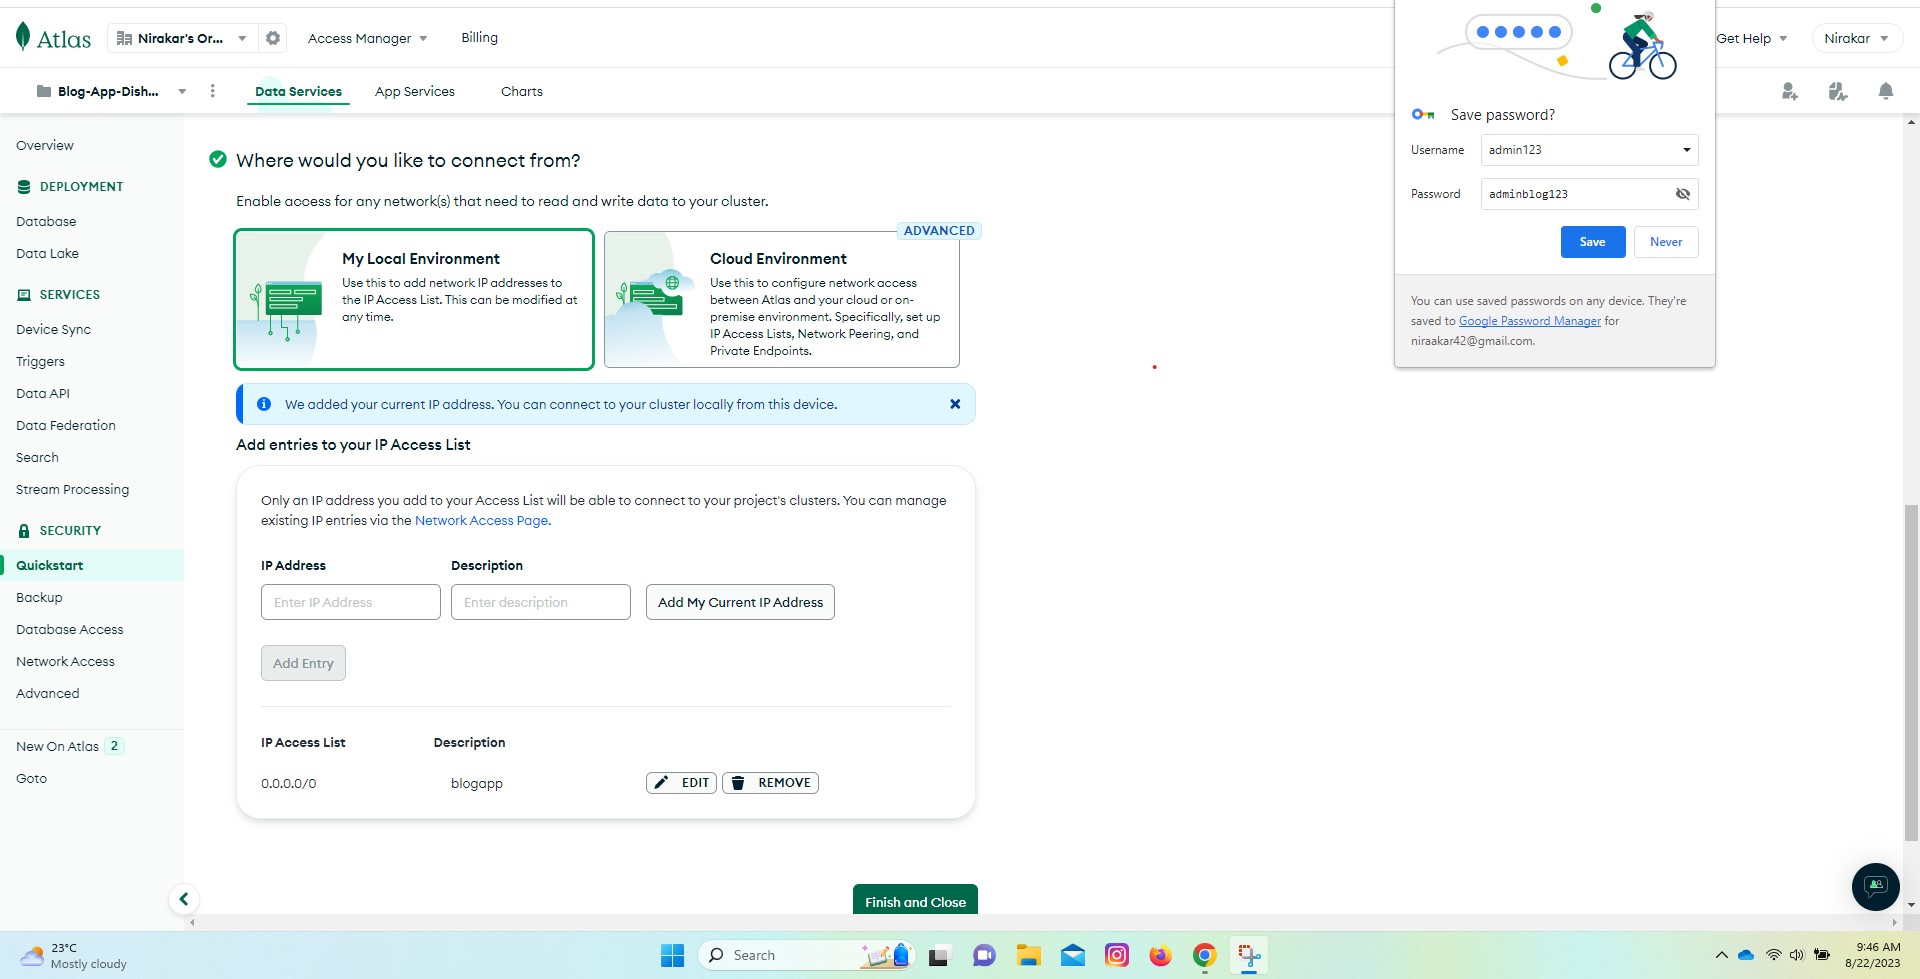 Atlas
Nirakar's Or...
Access Manager
Billing
Get Help
Nirakar
Blog-App-Dish...
Data Services
App Services
Charts
Overview
DEPLOYMENT
Database
Data Lake
SERVICES
Device Sync
Triggers
Data API
Data Federation
Search
Stream Processing
SECURITY
Quickstart
Backup
Database Access
Network Access
Advanced
New On Atlas 2
Goto
Where would you like to connect from?
Enable access for any network(s) that need to read and write data to your cluster.
My Local Environment
Use this to add network IP addresses to
the IP Access List. This can be modified at
any time.
ADVANCED
Cloud Environment
Use this to configure network access
between Atlas and your cloud or on-
premise environment. Specifically, set up
IP Access Lists, Network Peering, and
Private Endpoints.
We added your current IP address. You can connect to your cluster locally from this device.
Add entries to your IP Access List
Only an IP address you add to your Access List will be able to connect to your project's clusters. You can manage
existing IP entries via the Network Access Page.
IP Address
Description
Enter IP Address
Enter description
Add My Current IP Address
Add Entry
IP Access List
Description
0.0.0.0/0
blogapp
EDIT
REMOVE
Finish and Close
Save password?
Username
admin123
Password
adminblog123
Save
Never
You can use saved passwords on any device. They're
saved to Google Password Manager for
niraakar42@gmail.com.
23°C
Mostly cloudy
Search
9:46 AM
8/22/2023